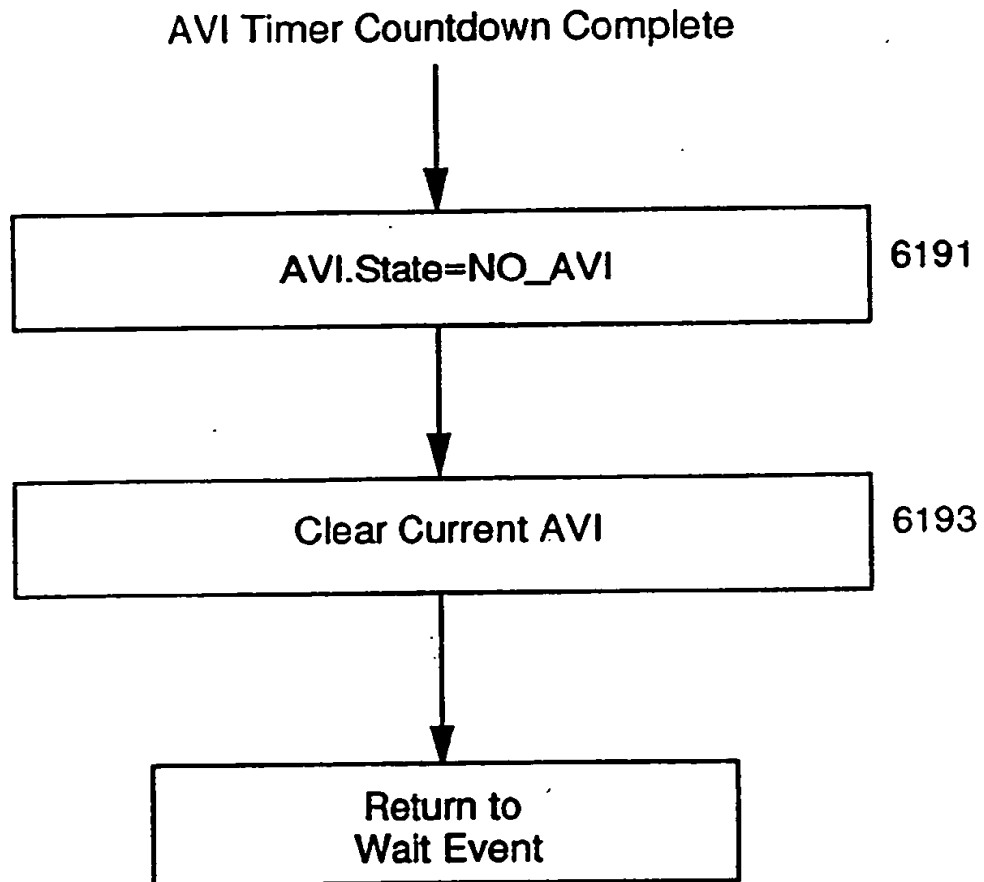 AVI Timer Countdown Complete
AVI.State=NO_AVI
6191
Clear Current AVI
6193
Return to
Wait Event